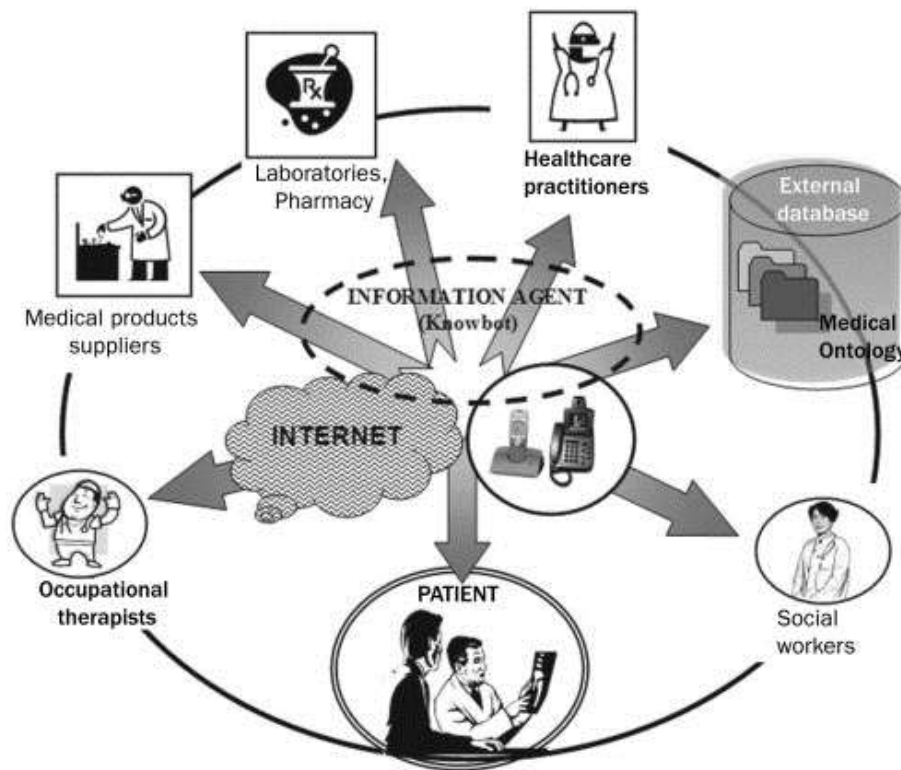 Rx
Laboratories,
Pharmacy
Healthcare
practitioners
External
database
Medical
Ontology
Medical products
suppliers
INFORMATION AGENT
(Knowbot)
INTERNET
Occupational
therapists
PATIENT
Social
workers